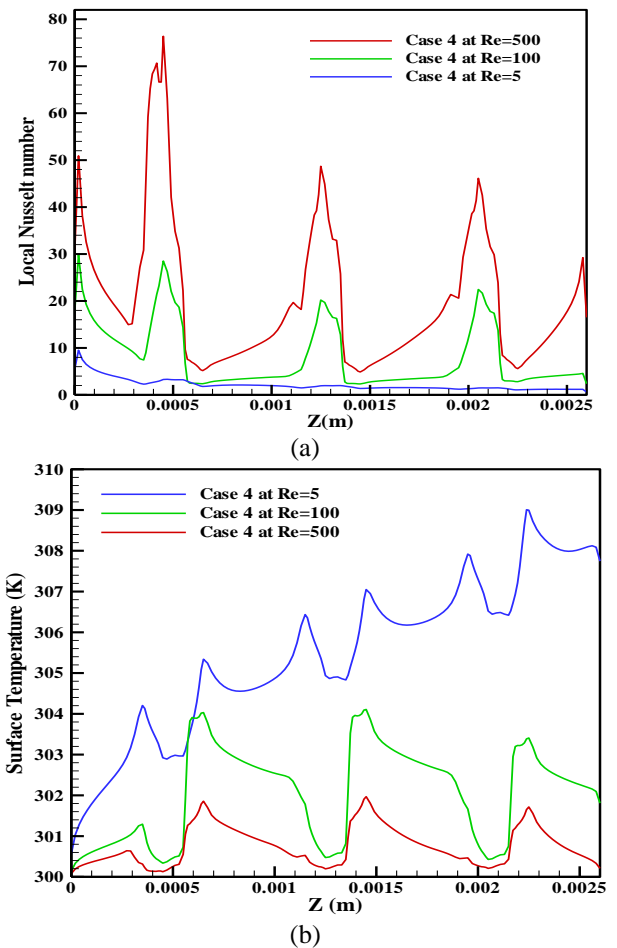 80
70
60
50
40
30
20
10
0
Local Nusselt number
Case 4 at Re=500
Case 4 at Re=100
Case 4 at Re=5
0 0.0005 0.001 0.0015 0.002 0.0025
Z(m)
(a)
310
309
308
307
306
305
304
303
302
301
300
Surface Temperature (K)
Case 4 at Re=5
Case 4 at Re=100
Case 4 at Re=500
0 0.0005 0.001 0.0015 0.002 0.0025
Z (m)
(b)